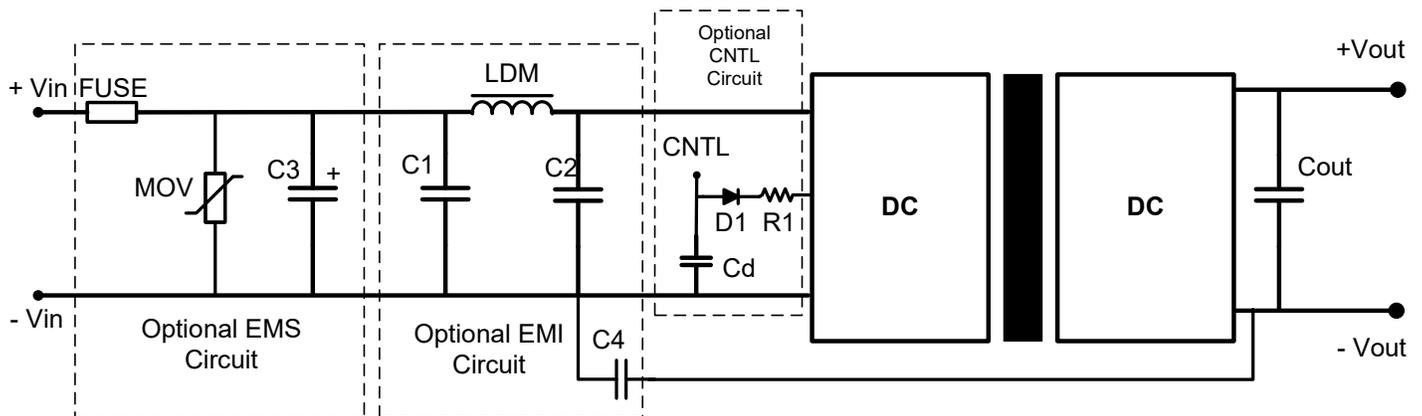 Optional
CNTL
Circuit
+Vout
LDM
+ Vin
FUSE
CNTL
C3
+
C1
C2
Cout
MOV
D1
R1
DC
DC
Cd
- Vin
Optional EMS
Circuit
Optional EMI
Circuit
C4
- Vout